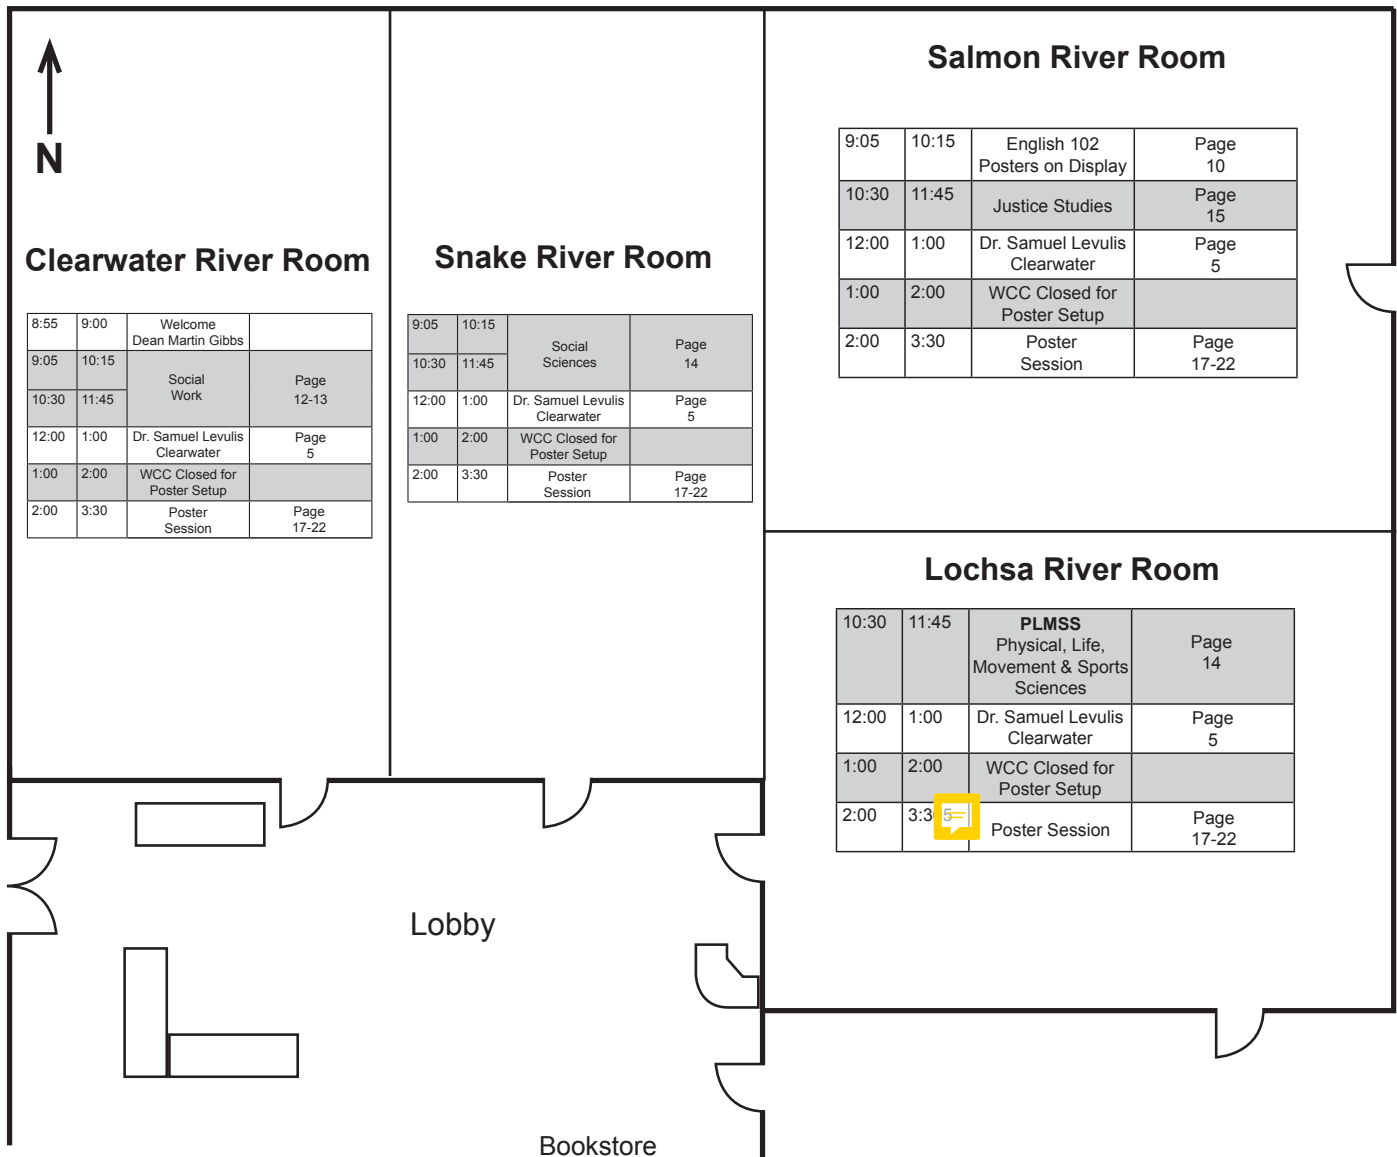 N
Clearwater River Room
8:55 9:00 Welcome
Dean Martin Gibbs
9:05 10:15
Social Page
Work 12-13
10:30 11:45
12:00 1:00 Dr. Samuel Levulis Page
Clearwater 5
1:00 2:00 WCC Closed for
Poster Setup
2:00 3:30 Poster Page
Session 17-22
Snake River Room
9:05 10:15
Social Page
Sciences 14
10:30 11:45
12:00 1:00 Dr. Samuel Levulis Page
Clearwater 5
1:00 2:00 WCC Closed for
Poster Setup
2:00 3:30 Poster Page
Session 17-22
Salmon River Room
9:05 10:15 English 102 Page
Posters on Display 10
10:30 11:45 Justice Studies Page
15
12:00 1:00 Dr. Samuel Levulis Page
Clearwater 5
1:00 2:00 WCC Closed for
Poster Setup
2:00 3:30 Poster Page
Session 17-22
Lochsa River Room
10:30 11:45 PLMSS
Physical, Life, Page
Movement & Sports 14
Sciences
12:00 1:00 Dr. Samuel Levulis Page
Clearwater 5
1:00 2:00 WCC Closed for
Poster Setup
2:00 Poster Session Page
17-22
Lobby
Bookstore